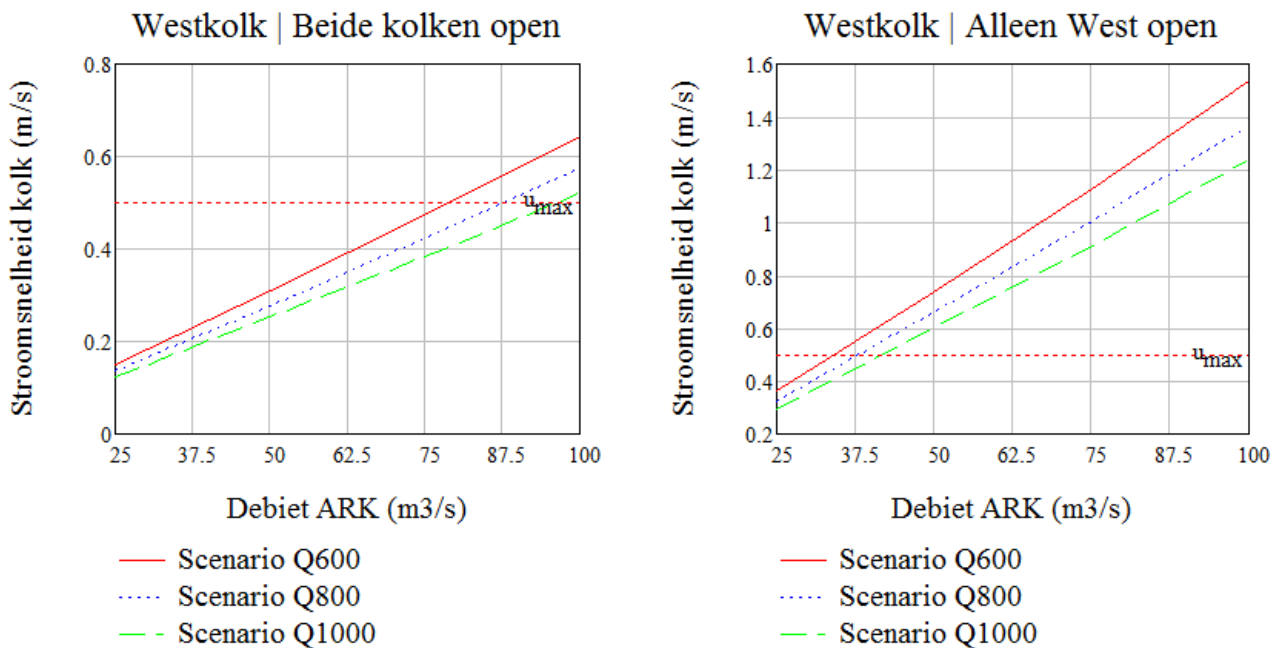 Westkolk | Beide kolken open
Stroomsnelheid kolk (m/s)
0.8
0.6
0.4
0.2
0
u max
25 37.5 50 62.5 75 87.5 100
Debiet ARK (m3/s)
Scenario Q600
Scenario Q800
Scenario Q1000
Westkolk | Alleen West open
Stroomsnelheid kolk (m/s)
1.6
1.4
1.2
1
0.8
0.6
0.4
0.2
u max
25 37.5 50 62.5 75 87.5 100
Debiet ARK (m3/s)
Scenario Q600
Scenario Q800
Scenario Q1000